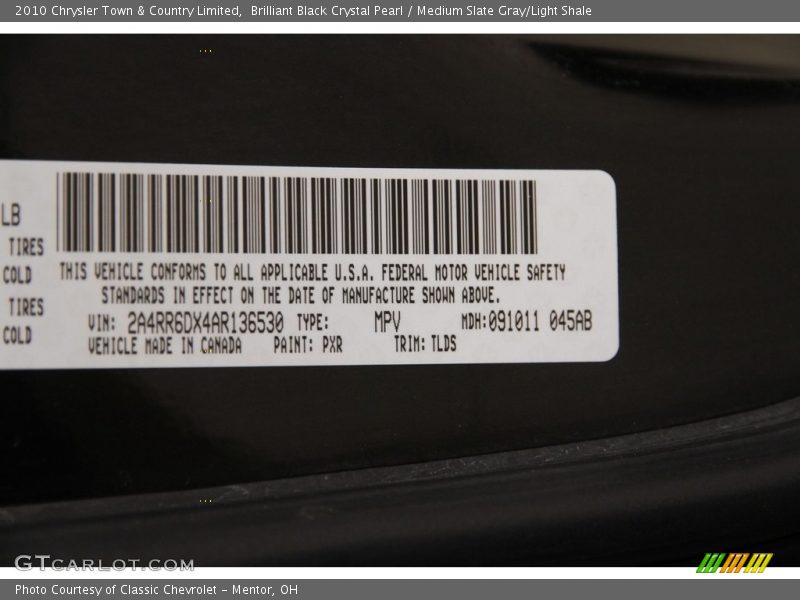 2010 Chrysler Town & Country Limited,  Brilliant Black Crystal Pearl / Medium Slate Gray/Light Shale
LB
TIRES
COLD
TIRES
COLD
THIS VEHICLE CONFORMS TO ALL APPLICABLE U.S.A. FEDERAL MOTOR VEHICLE SAFETY
STANDARDS IN EFFECT ON THE DATE OF MANUFACTURE SHOWN ABOVE.
VIN: 2A4RR6DX4AR136530 TYPE: MPV MDH:091011 045AB
VEHICLE MADE IN CANADA PAINT: PXR TRIM: TLDS
GTCARLOT.COM
Photo Courtesy of Classic Chevrolet - Mentor, OH